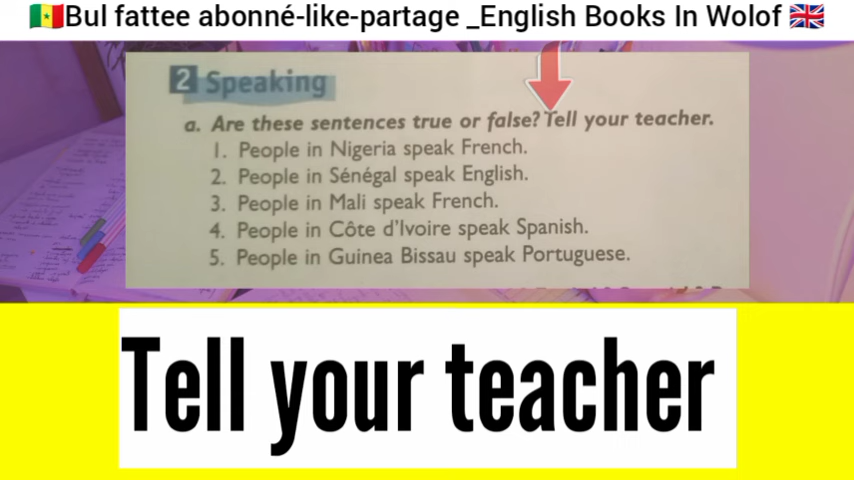 Bul fattee abonné-like-partage _English Books In Wolof
2 Speaking
a. Are these sentences true or false? Tell your teacher.
1. People in Nigeria speak French.
2. People in Sénégal speak English.
3. People in Mali speak French.
4. People in Côte d'Ivoire speak Spanish.
5. People in Guinea Bissau speak Portuguese.
Tell your teacher